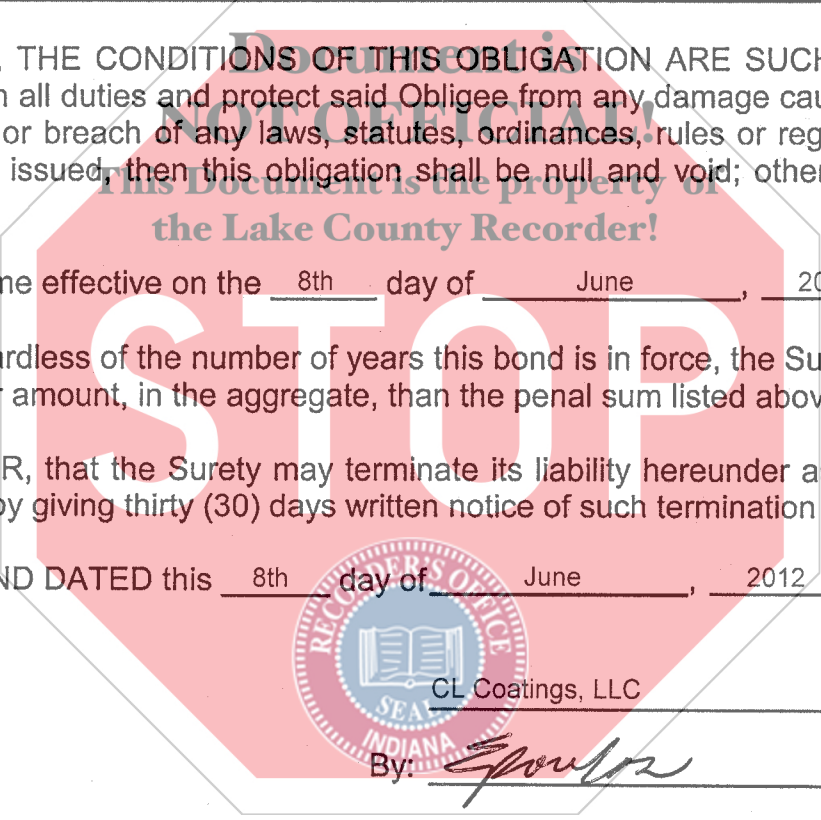 THE CONDITIONS OF THIS OBLIGATION ARE SUCH
Document is
all duties and protect said Obligee from any damage cau
NOT OFFICIAL!
or breach of any laws, statutes, ordinances, rules or reg
issued, then this obligation shall be null and void; other
This Document is the property of
the Lake County Recorder!
me effective on the 8th day of June, 20
STOP
ardless of the number of years this bond is in force, the Su
r amount, in the aggregate, than the penal sum listed abov
R, that the Surety may terminate its liability hereunder a
by giving thirty (30) days written notice of such termination
ND DATED this 8th day of June, 2012
RECORDER'S OFFICE
SEAL
INDIANA
CL Coatings, LLC
By: